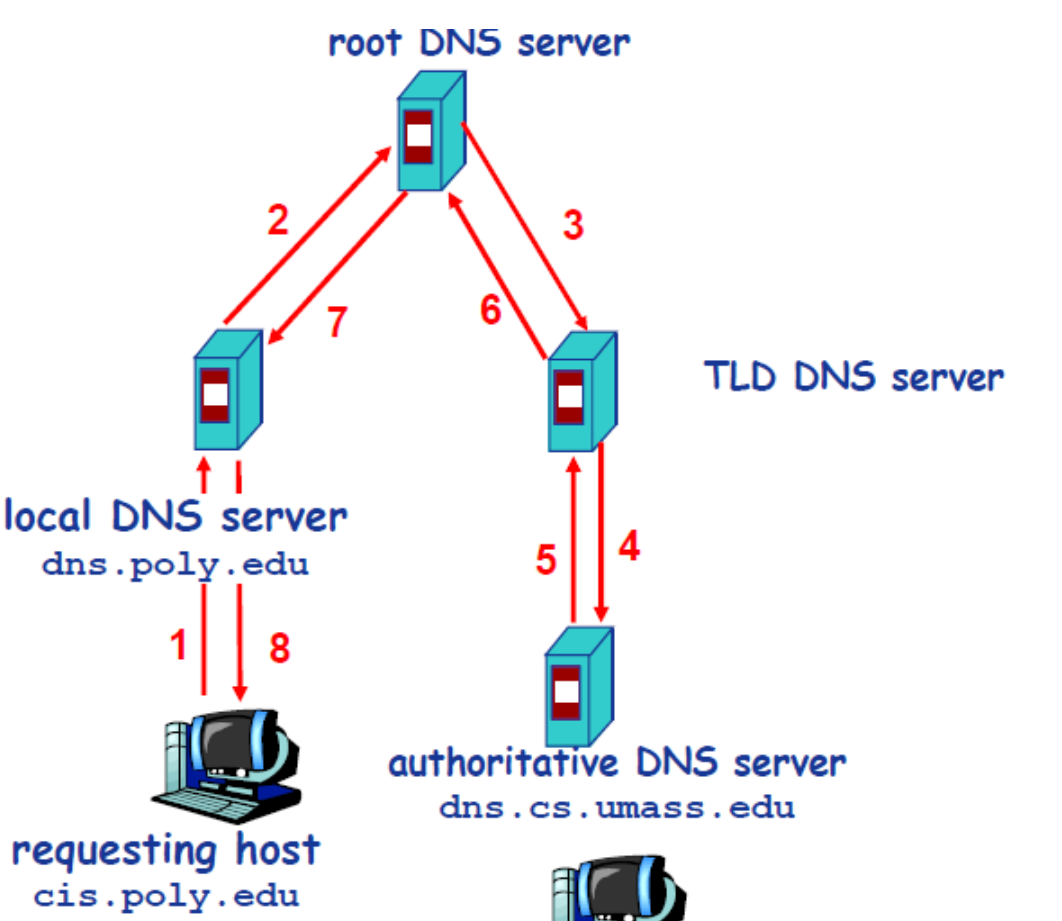 root DNS server
2
3
7
6
TLD DNS server
local DNS server
dns.poly.edu
5
4
1
8
authoritative DNS server
dns.cs.umass.edu
requesting host
cis.poly.edu